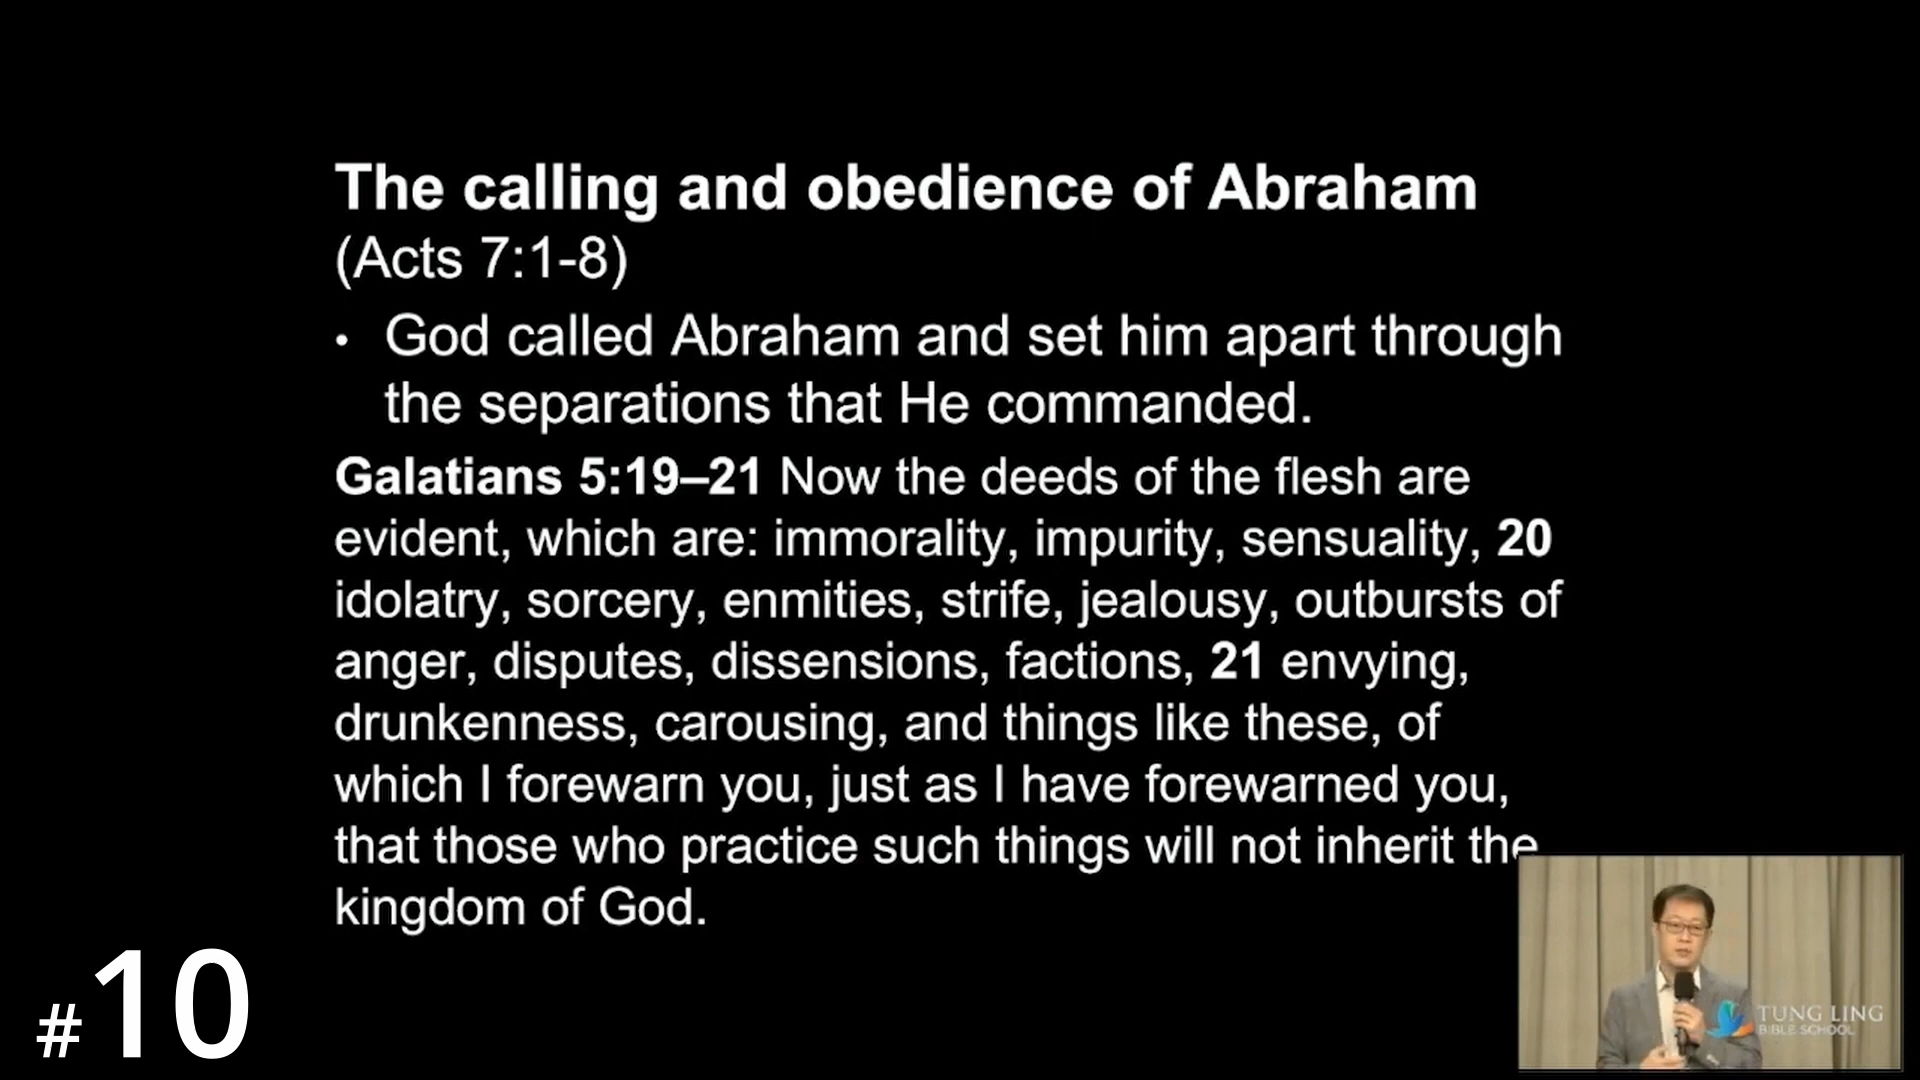 The calling and obedience of Abraham
(Acts 7:1-8)
• God called Abraham and set him apart through
the separations that He commanded.
Galatians 5:19–21 Now the deeds of the flesh are
evident, which are: immorality, impurity, sensuality, 20
idolatry, sorcery, enmities, strife, jealousy, outbursts of
anger, disputes, dissensions, factions, 21 envying,
drunkenness, carousing, and things like these, of
which I forewarn you, just as I have forewarned you,
that those who practice such things will not inherit the
kingdom of God.
#10
TUNG LING
BIBLE SCHOOL